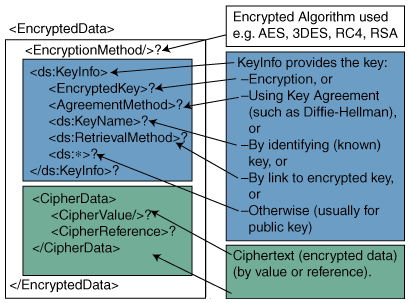 <EncryptedData>
<EncryptionMethod/>?
<ds:KeyInfo>
<EncryptedKey>?
<AgreementMethod>?
<ds:KeyName>?
<ds:RetrievalMethod>?
<ds:*>?
</ds:KeyInfo>?
<CipherData>
<CipherValue/>?
<CipherReference>?
</CipherData>
</EncryptedData>
Encrypted Algorithm used
e.g. AES, 3DES, RC4, RSA
KeyInfo provides the key:
–Encryption, or
–Using Key Agreement
(such as Diffie-Hellman),
or
–By identifying (known)
key, or
–By link to encrypted key,
or
–Otherwise (usually for
public key)
Ciphertext (encrypted data)
(by value or reference).